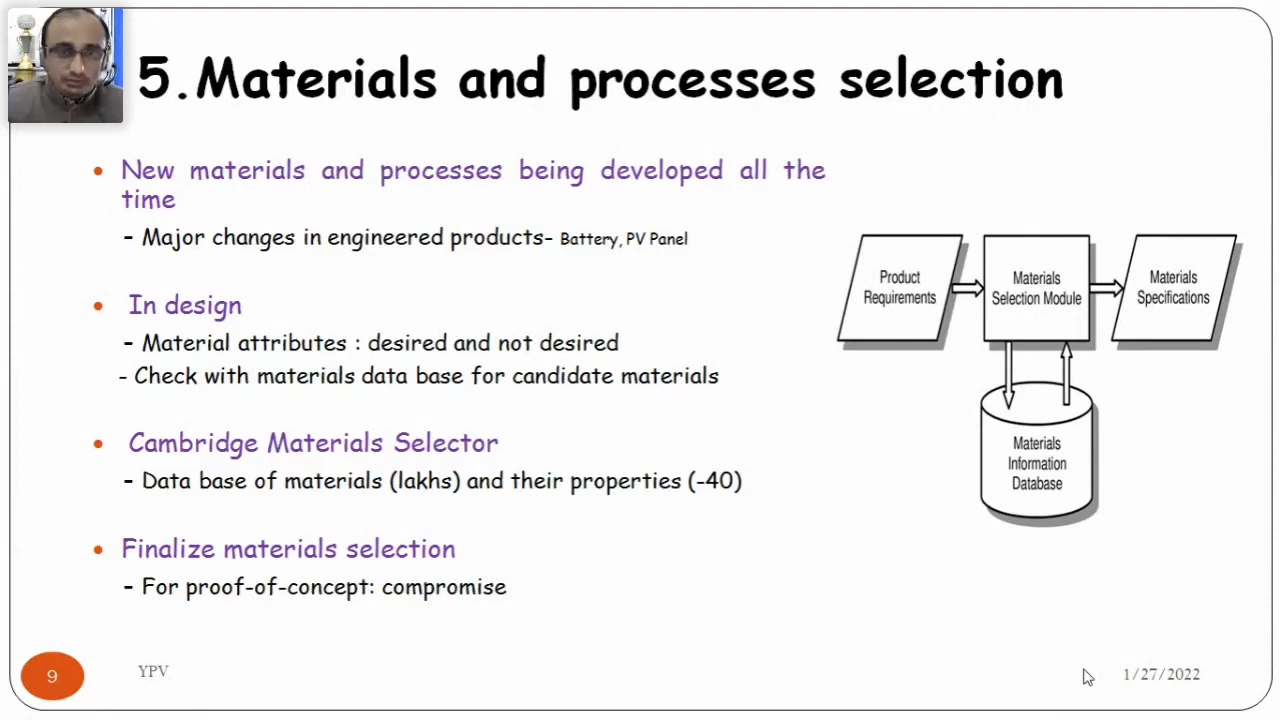 5.Materials and processes selection
• New materials and processes being developed all the
time
- Major changes in engineered products- Battery, PV Panel
• In design
- Material attributes : desired and not desired
- Check with materials data base for candidate materials
• Cambridge Materials Selector
- Data base of materials (lakhs) and their properties (-40)
• Finalize materials selection
- For proof-of-concept: compromise
Product
Requirements
Materials
Selection Module
Materials
Specifications
Materials
Information
Database
9
YPV
1/27/2022